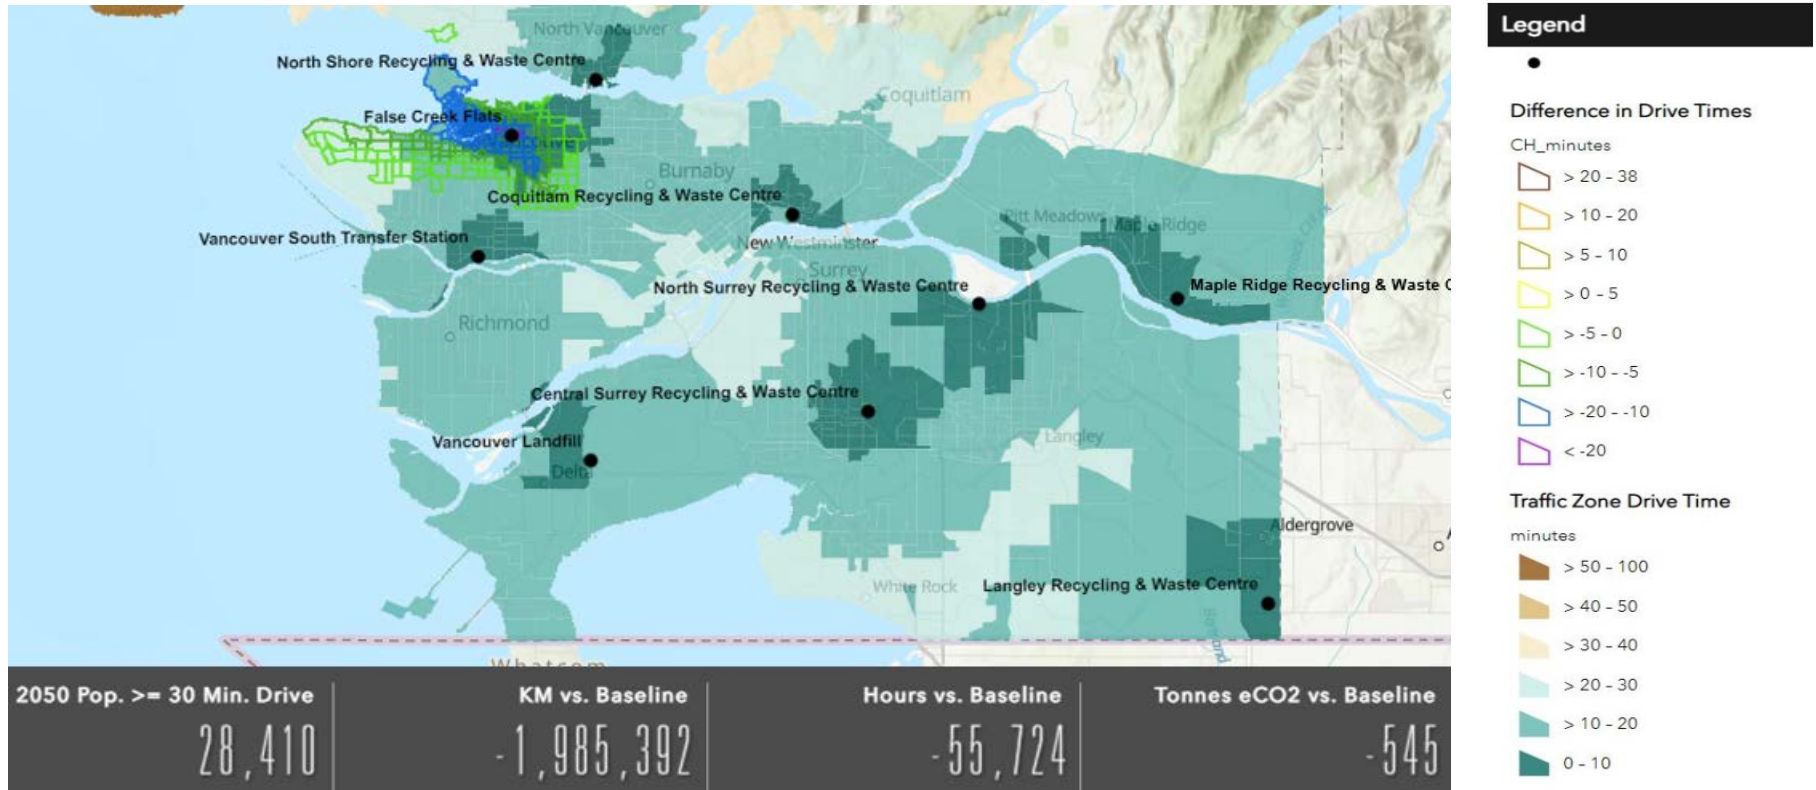 North Vancouver
North Shore Recycling & Waste Centre
Coquitlam
False Creek Flats
Burnaby
Coquitlam Recycling & Waste Centre
Pitt Meadows
Maple Ridge
Vancouver South Transfer Station
New Westminster
Surrey
North Surrey Recycling & Waste Centre
Maple Ridge Recycling & Waste C
Richmond
Central Surrey Recycling & Waste Centre
Vancouver Landfill
Langley
Delta
Aldergrove
White Rock
Langley Recycling & Waste Centre
Whatcom
2050 Pop. >= 30 Min. Drive
28,410
KM vs. Baseline
-1,985,392
Hours vs. Baseline
-55,724
Tonnes eCO2 vs. Baseline
-545
Legend
Difference in Drive Times
CH_minutes
> 20 - 38
> 10 - 20
> 5 - 10
> 0 - 5
> -5 - 0
> -10 - -5
> -20 - -10
< -20
Traffic Zone Drive Time
minutes
> 50 - 100
> 40 - 50
> 30 - 40
> 20 - 30
> 10 - 20
0 - 10